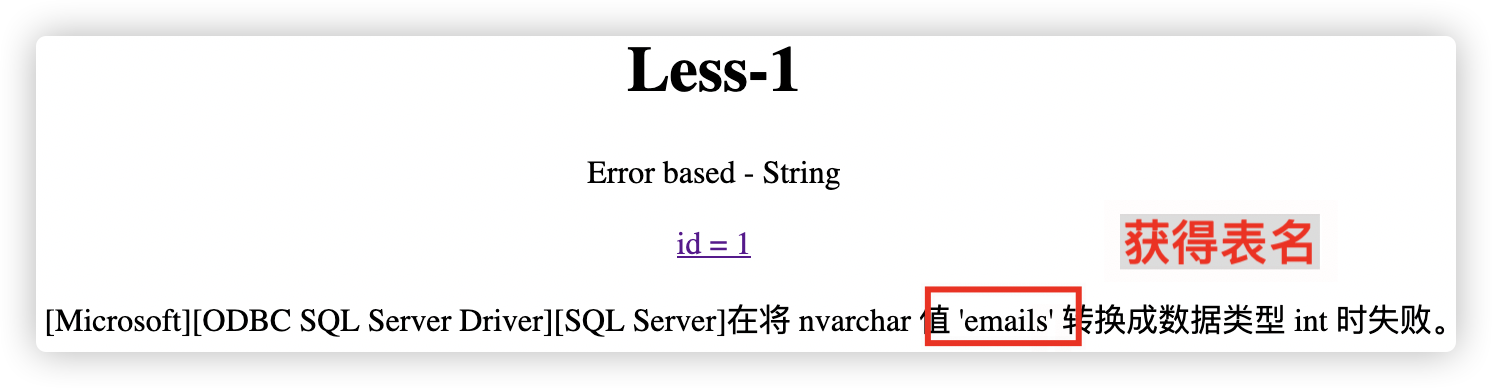 Less-1
Error based - String
id = 1
获得表名
[Microsoft][ODBC SQL Server Driver][SQL Server]在将 nvarchar 值 'emails' 转换成数据类型 int 时失败。